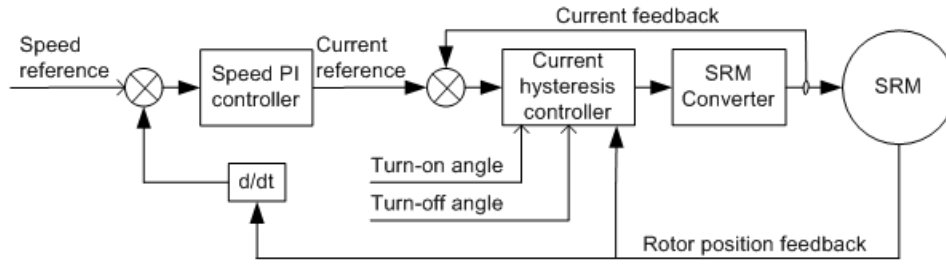 Speed
reference
Speed PI
controller
Current
reference
Current feedback
Current
hysteresis
controller
SRM
Converter
SRM
Turn-on angle
Turn-off angle
d/dt
Rotor position feedback